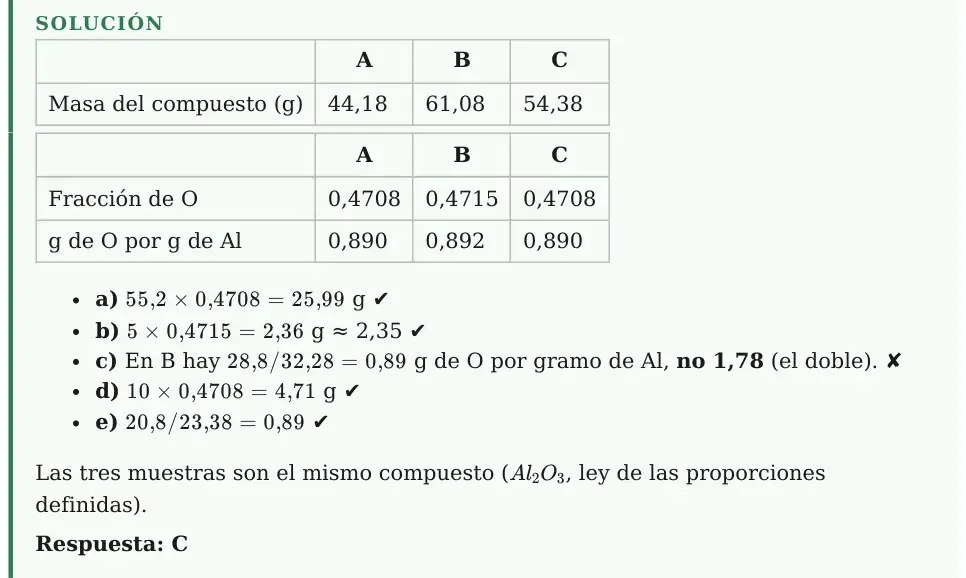 SOLUCIÓN
A B C
Masa del compuesto (g) 44,18 61,08 54,38
A B C
Fracción de O 0,4708 0,4715 0,4708
g de O por g de Al 0,890 0,892 0,890
• a) 55,2 × 0,4708 = 25,99 g ✔
• b) 5 × 0,4715 = 2,36 g ≈ 2,35 ✔
• c) En B hay 28,8/32,28 = 0,89 g de O por gramo de Al, no 1,78 (el doble). ✘
• d) 10 × 0,4708 = 4,71 g ✔
• e) 20,8/23,38 = 0,89 ✔
Las tres muestras son el mismo compuesto (Al₂O₃, ley de las proporciones
definidas).
Respuesta: C